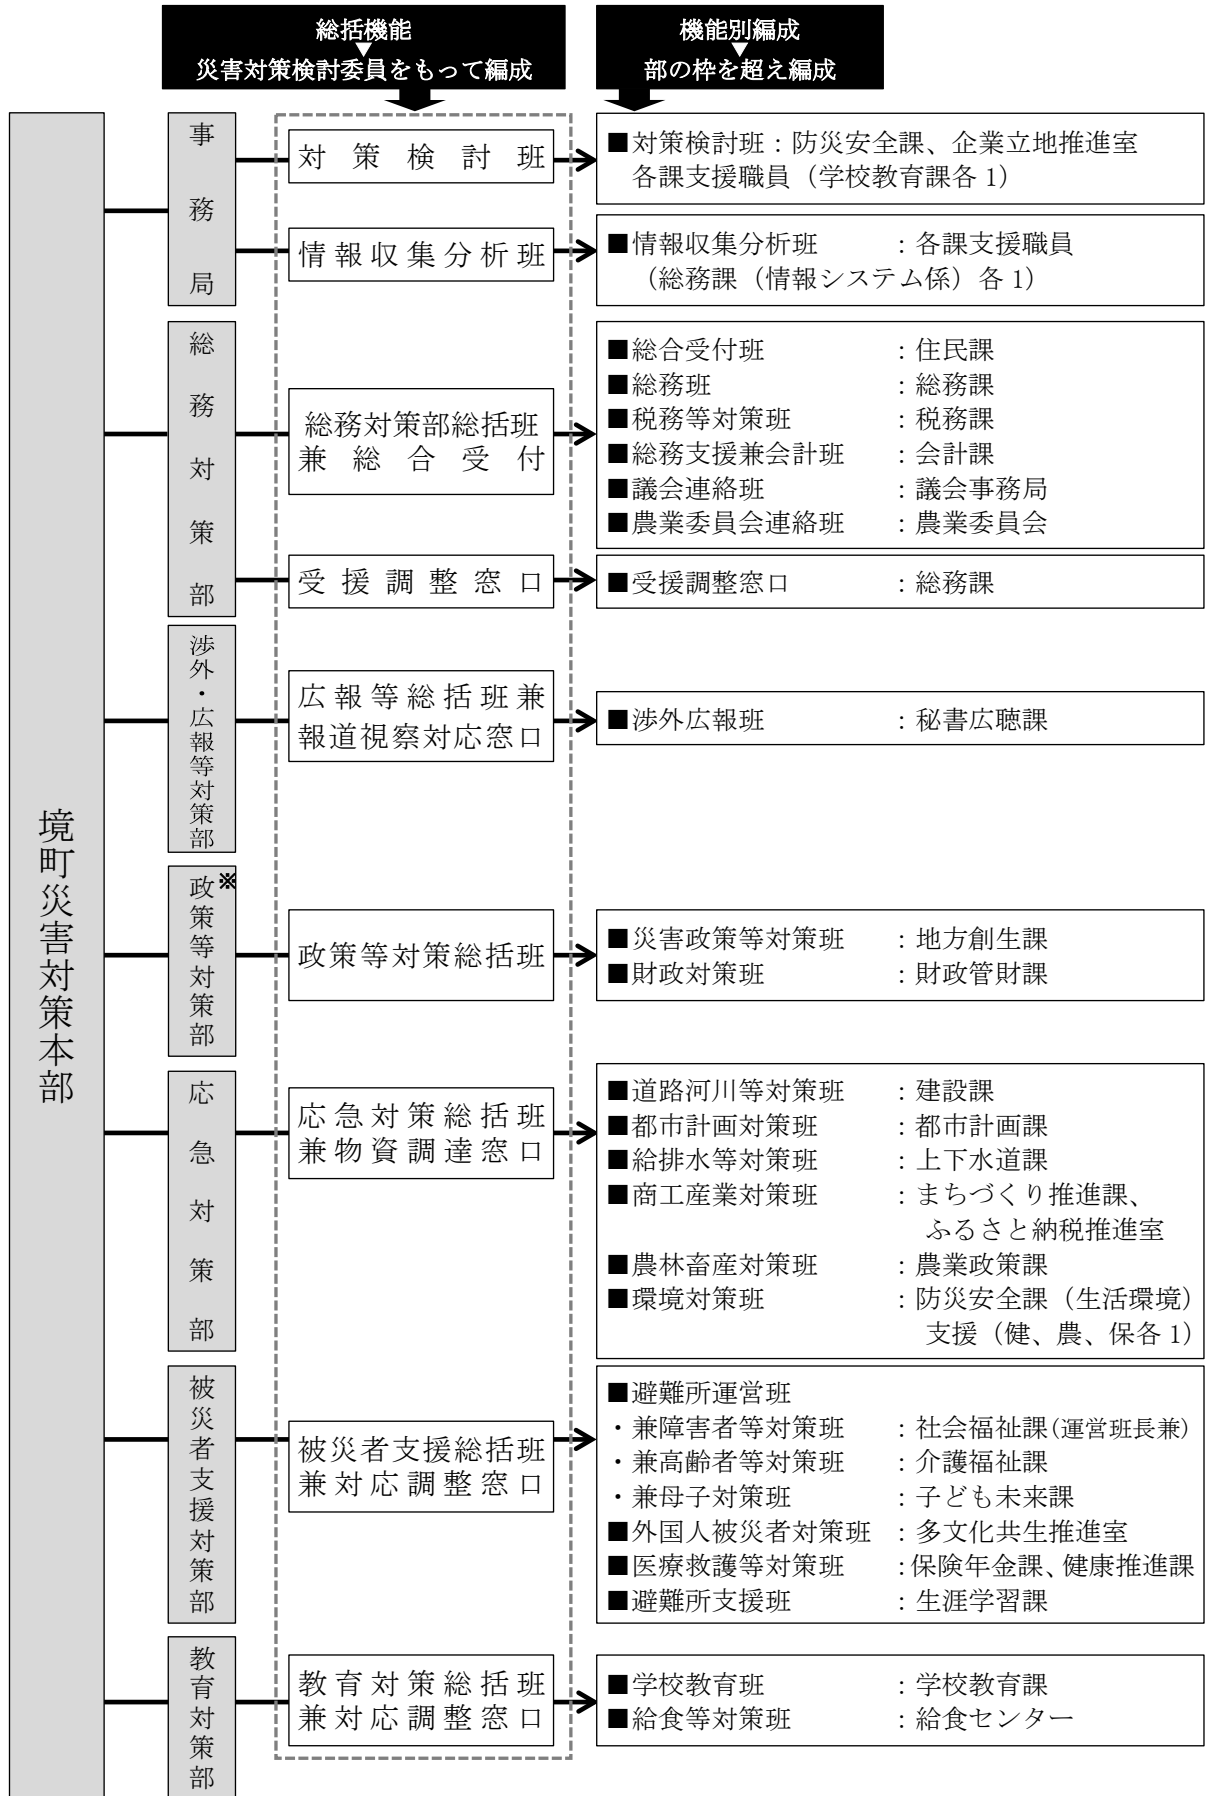 総括機能
▼
災害対策検討委員をもって編成
機能別編成
▼
部の枠を超え編成
境町災害対策本部
事務局
対策検討班
■対策検討班：防災安全課、企業立地推進室
各課支援職員（学校教育課各1）
情報収集分析班
■情報収集分析班　：各課支援職員
（総務課（情報システム係）各1）
総務対策部
総務対策部総括班
兼総合受付
■総合受付班　：住民課
■総務班　：総務課
■税務等対策班　：税務課
■総務支援兼会計班　：会計課
■議会連絡班　：議会事務局
■農業委員会連絡班　：農業委員会
受援調整窓口
■受援調整窓口　：総務課
渉外・広報等対策部
広報等総括班兼
報道視察対応窓口
■渉外広報班　：秘書広聴課
政策等対策部※
政策等対策総括班
■災害政策等対策班　：地方創生課
■財政対策班　：財政管財課
応急対策部
応急対策総括班
兼物資調達窓口
■道路河川等対策班　：建設課
■都市計画対策班　：都市計画課
■給排水等対策班　：上下水道課
■商工産業対策班　：まちづくり推進課、
ふるさと納税推進室
■農林畜産対策班　：農業政策課
■環境対策班　：防災安全課（生活環境）
支援（健、農、保各1）
被災者支援対策部
被災者支援総括班
兼対応調整窓口
■避難所運営班
・兼障害者等対策班　：社会福祉課(運営班長兼)
・兼高齢者等対策班　：介護福祉課
・兼母子対策班　：子ども未来課
■外国人被災者対策班　：多文化共生推進室
■医療救護等対策班　：保険年金課、健康推進課
■避難所支援班　：生涯学習課
教育対策部
教育対策総括班
兼対応調整窓口
■学校教育班　：学校教育課
■給食等対策班　：給食センター